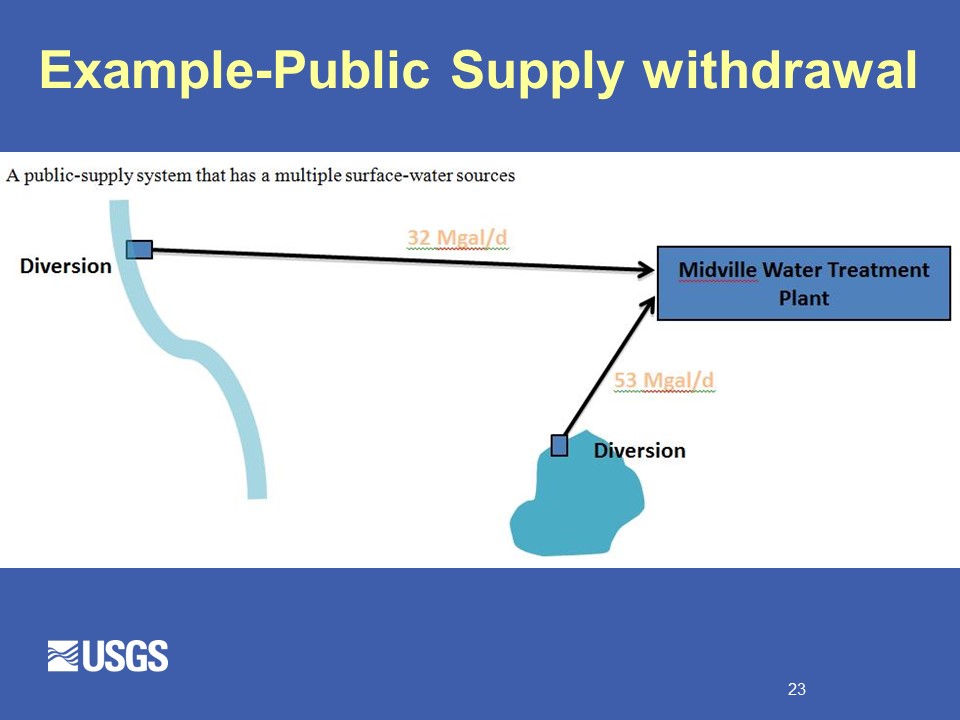 Example-Public Supply withdrawal
A public-supply system that has a multiple surface-water sources
32 Mgal/d
Diversion
Midville Water Treatment
Plant
53 Mgal/d
Diversion
USGS
23